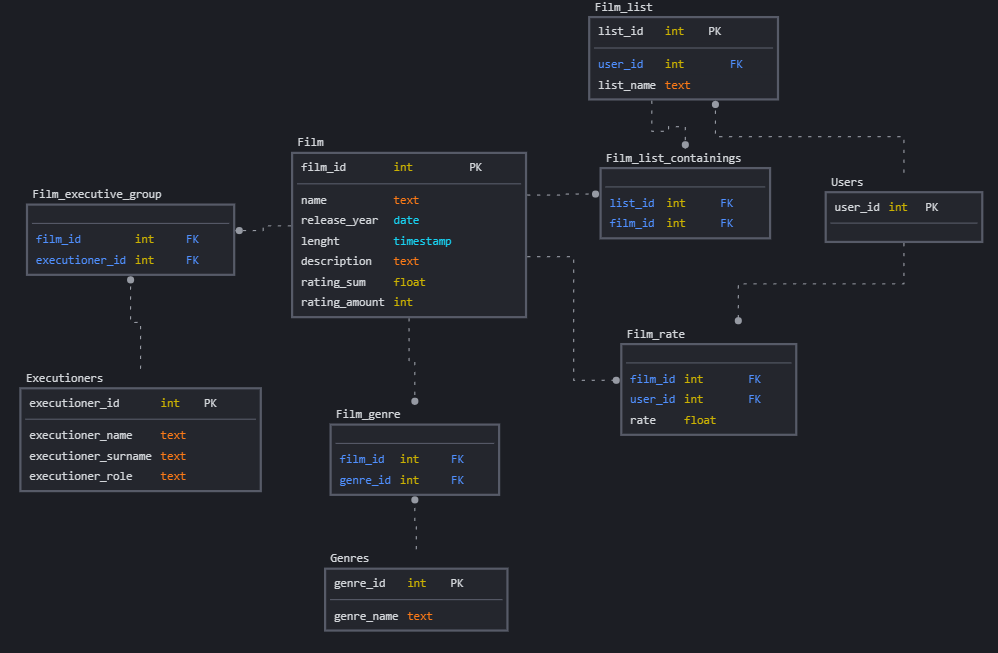 Film_list
list_id int PK
user_id int FK
list_name text
Film
film_id int PK
name text
release_year date
lenght timestamp
description text
rating_sum float
rating_amount int
Film_list_containings
list_id int FK
film_id int FK
Users
user_id int PK
Film_executive_group
film_id int FK
executioner_id int FK
Film_rate
film_id int FK
user_id int FK
rate float
Executioners
executioner_id int PK
executioner_name text
executioner_surname text
executioner_role text
Film_genre
film_id int FK
genre_id int FK
Genres
genre_id int PK
genre_name text